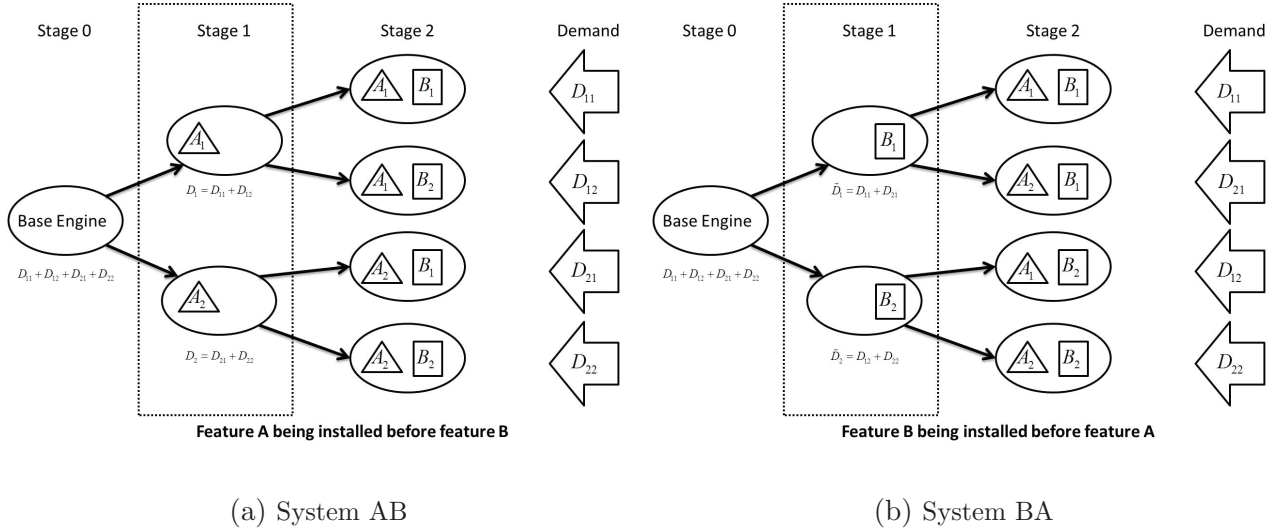 Stage 0 Stage 1 Stage 2 Demand
A₁ B₁ D₁₁
A₁
D₁ = D₁₁ + D₁₂
A₁ B₂ D₁₂
Base Engine
D₁₁ + D₁₂ + D₂₁ + D₂₂
A₂ B₁ D₂₁
A₂
D₂ = D₂₁ + D₂₂
A₂ B₂ D₂₂
Feature A being installed before feature B
(a) System AB
Stage 0 Stage 1 Stage 2 Demand
A₁ B₁ D₁₁
B₁
D̃₁ = D₁₁ + D₂₁
A₂ B₁ D₂₁
Base Engine
D₁₁ + D₁₂ + D₂₁ + D₂₂
A₁ B₂ D₁₂
B₂
D̃₂ = D₁₂ + D₂₂
A₂ B₂ D₂₂
Feature B being installed before feature A
(b) System BA